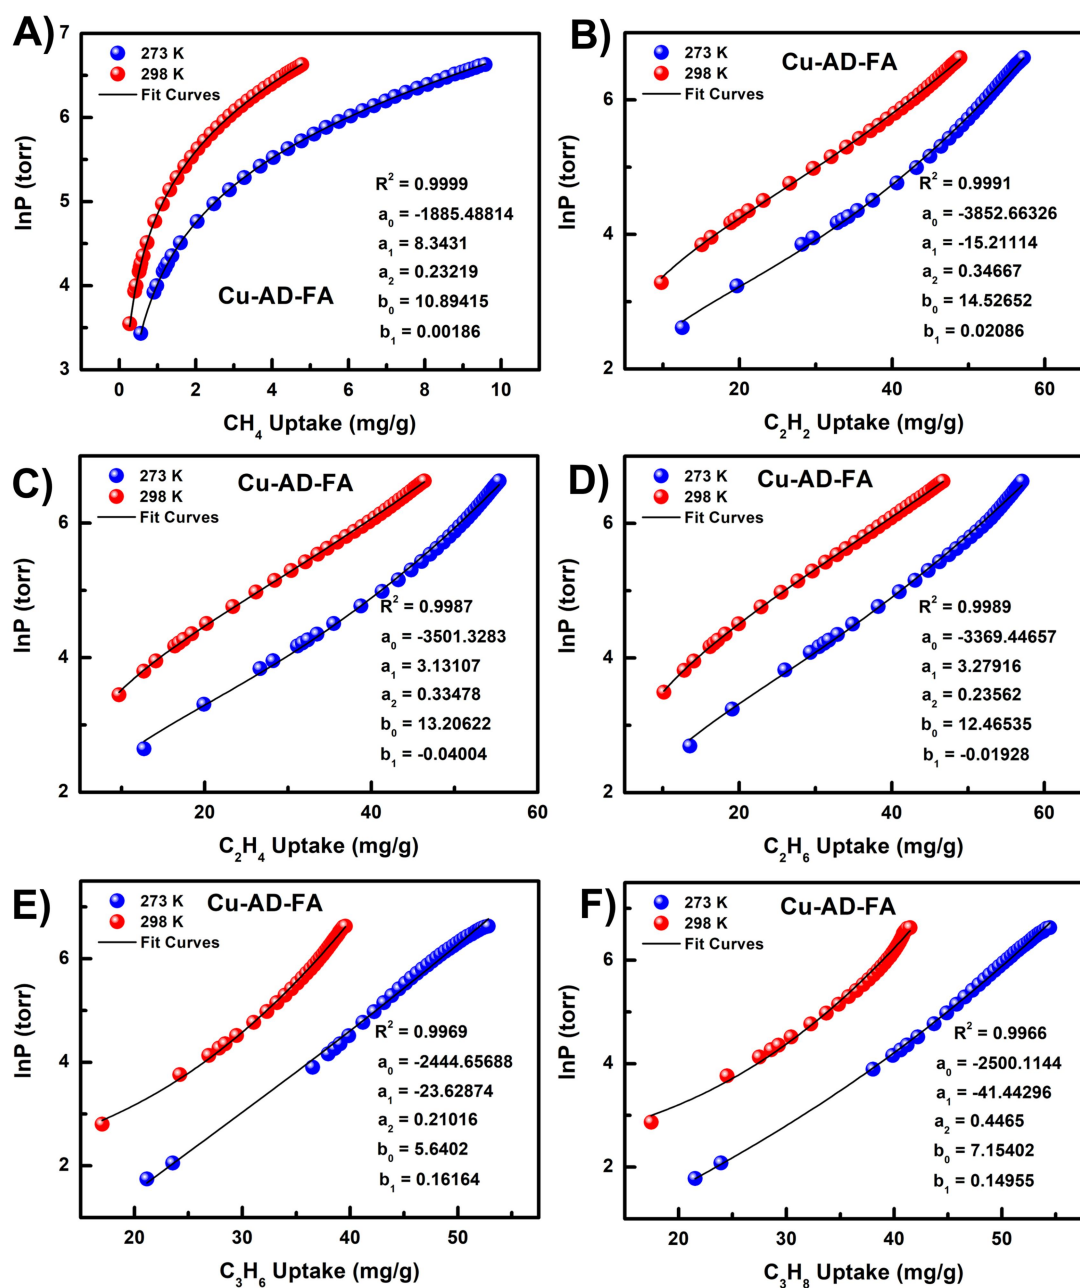 A)
7
6
5
4
3
lnP (torr)
273 K
298 K
Fit Curves
Cu-AD-FA
R² = 0.9999
a₀ = -1885.48814
a₁ = 8.3431
a₂ = 0.23219
b₀ = 10.89415
b₁ = 0.00186
0 2 4 6 8 10
CH₄ Uptake (mg/g)
B)
6
4
2
lnP (torr)
273 K
298 K
Fit Curves
Cu-AD-FA
R² = 0.9991
a₀ = -3852.66326
a₁ = -15.21114
a₂ = 0.34667
b₀ = 14.52652
b₁ = 0.02086
20 40 60
C₂H₂ Uptake (mg/g)
C)
6
4
2
lnP (torr)
273 K
298 K
Fit Curves
Cu-AD-FA
R² = 0.9987
a₀ = -3501.3283
a₁ = 3.13107
a₂ = 0.33478
b₀ = 13.20622
b₁ = -0.04004
20 40 60
C₂H₄ Uptake (mg/g)
D)
6
4
2
lnP (torr)
273 K
298 K
Fit Curves
Cu-AD-FA
R² = 0.9989
a₀ = -3369.44657
a₁ = 3.27916
a₂ = 0.23562
b₀ = 12.46535
b₁ = -0.01928
20 40 60
C₂H₆ Uptake (mg/g)
E)
6
4
2
lnP (torr)
273 K
298 K
Fit Curves
Cu-AD-FA
R² = 0.9969
a₀ = -2444.65688
a₁ = -23.62874
a₂ = 0.21016
b₀ = 5.6402
b₁ = 0.16164
20 30 40 50
C₃H₆ Uptake (mg/g)
F)
6
4
2
lnP (torr)
273 K
298 K
Fit Curves
Cu-AD-FA
R² = 0.9966
a₀ = -2500.1144
a₁ = -41.44296
a₂ = 0.4465
b₀ = 7.15402
b₁ = 0.14955
20 30 40 50
C₃H₈ Uptake (mg/g)